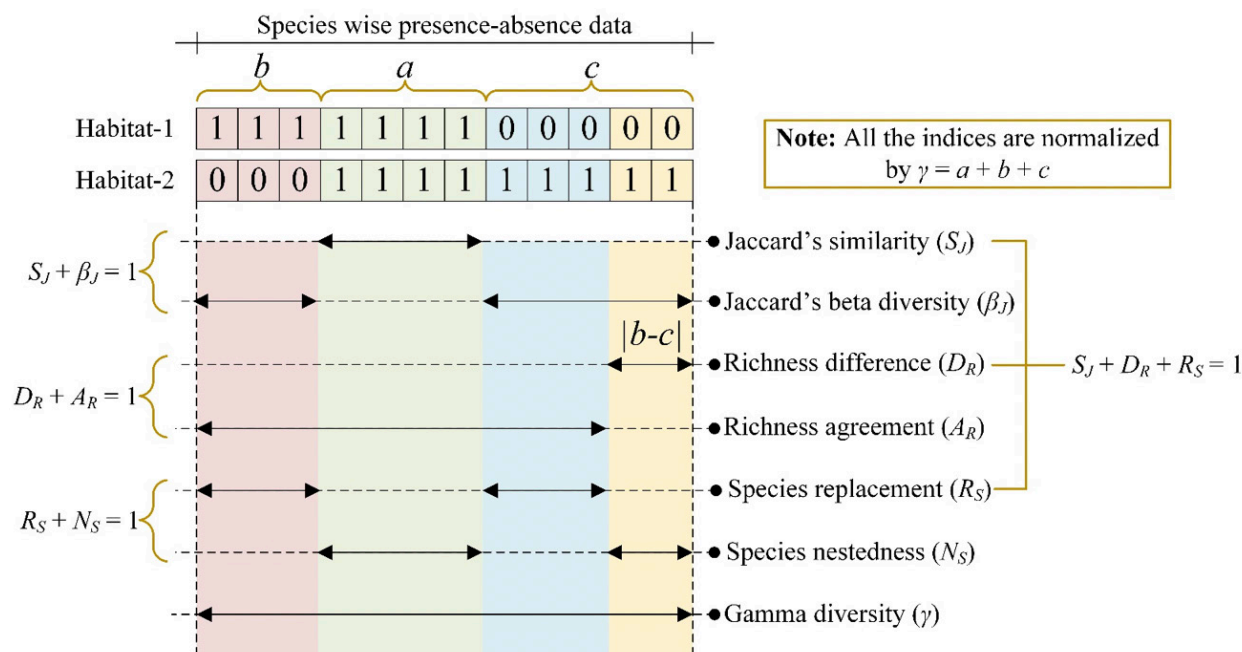 Species wise presence-absence data
b a c
Habitat-1 1 1 1 1 1 1 1 0 0 0 0 0
Habitat-2 0 0 0 1 1 1 1 1 1 1 1 1
Note: All the indices are normalized
by γ = a + b + c
Jaccard's similarity (S_J)
S_J + β_J = 1
Jaccard's beta diversity (β_J)
|b-c|
Richness difference (D_R)
S_J + D_R + R_S = 1
D_R + A_R = 1
Richness agreement (A_R)
Species replacement (R_S)
R_S + N_S = 1
Species nestedness (N_S)
Gamma diversity (γ)